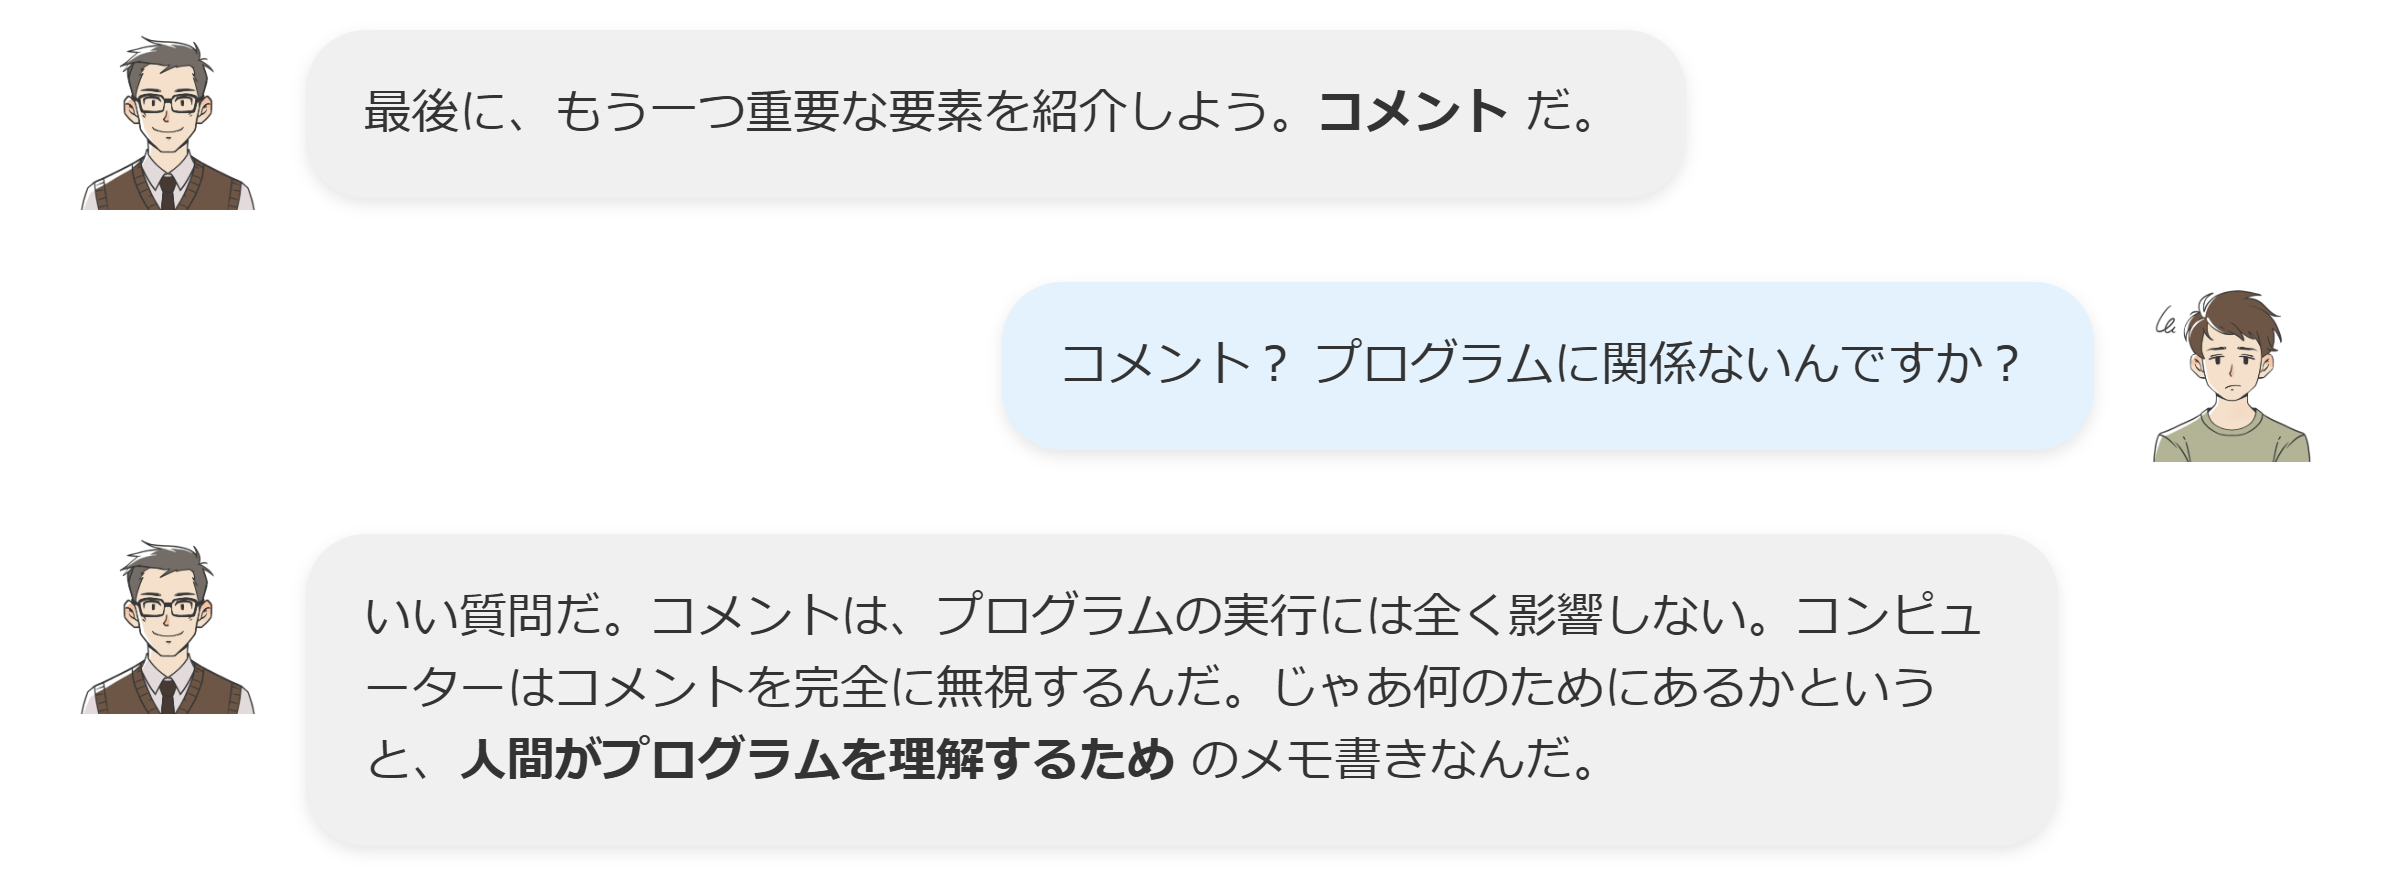 最後に、もう一つ重要な要素を紹介しよう。コメント だ。
コメント？ プログラムに関係ないんですか？
いい質問だ。コメントは、プログラムの実行には全く影響しない。コンピュ
ーターはコメントを完全に無視するんだ。じゃあ何のためにあるかという
と、人間がプログラムを理解するため のメモ書きなんだ。